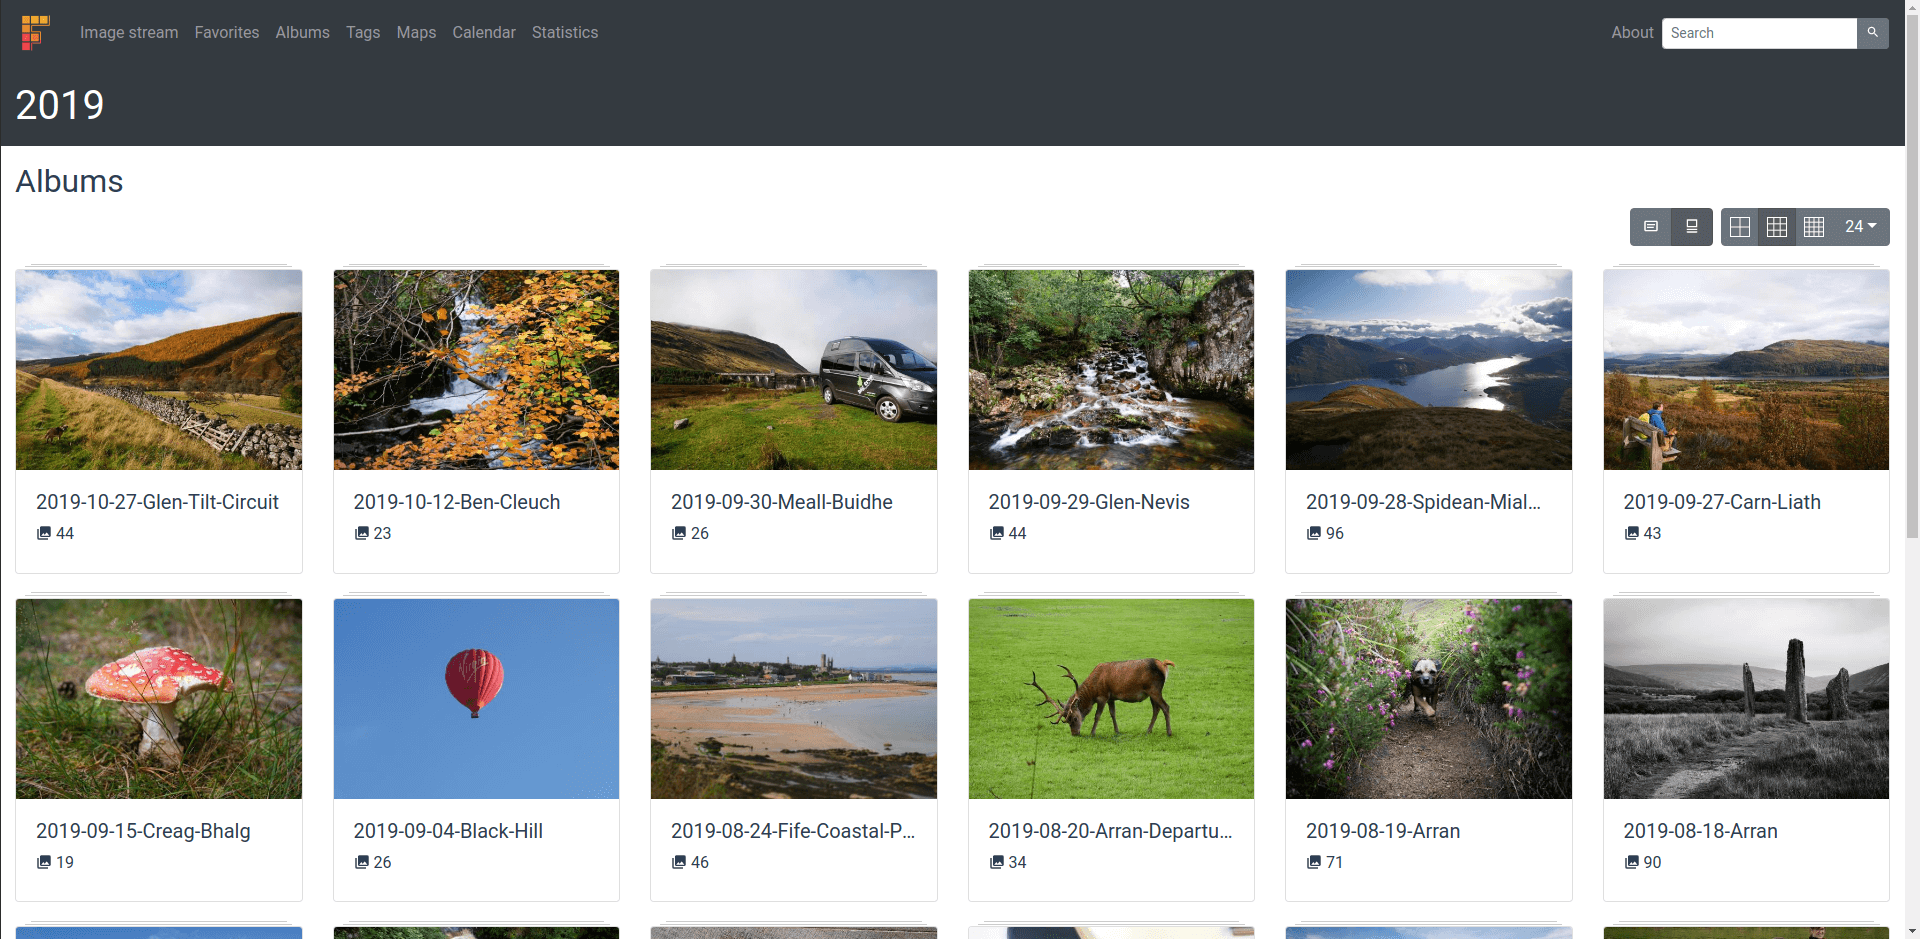 Image stream Favorites Albums Tags Maps Calendar Statistics About Search
2019
Albums
24
2019-10-27-Glen-Tilt-Circuit
44
2019-10-12-Ben-Cleuch
23
2019-09-30-Meall-Buidhe
26
2019-09-29-Glen-Nevis
44
2019-09-28-Spidean-Mial...
96
2019-09-27-Carn-Liath
43
2019-09-15-Creag-Bhalg
19
Virgin
2019-09-04-Black-Hill
26
2019-08-24-Fife-Coastal-P...
46
2019-08-20-Arran-Departu...
34
2019-08-19-Arran
71
2019-08-18-Arran
90